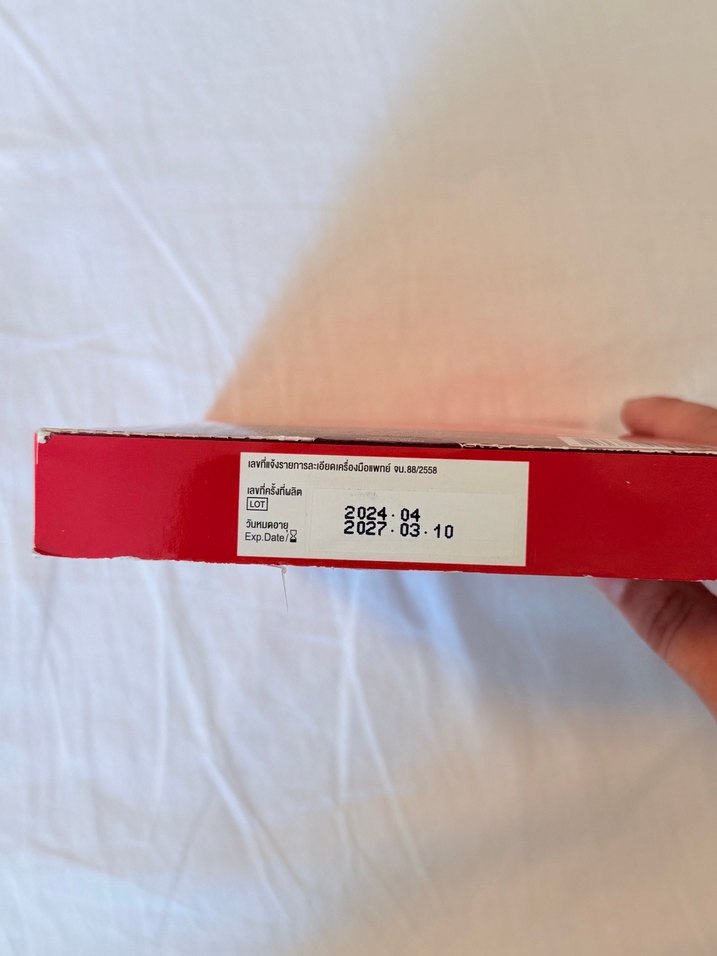 เลขที่แจ้งรายการละเอียดเครื่องมือแพทย์ จน.88/2558
เลขที่ครั้งที่ผลิต
LOT
2024.04
วันหมดอายุ
Exp.Date/
2027.03.10